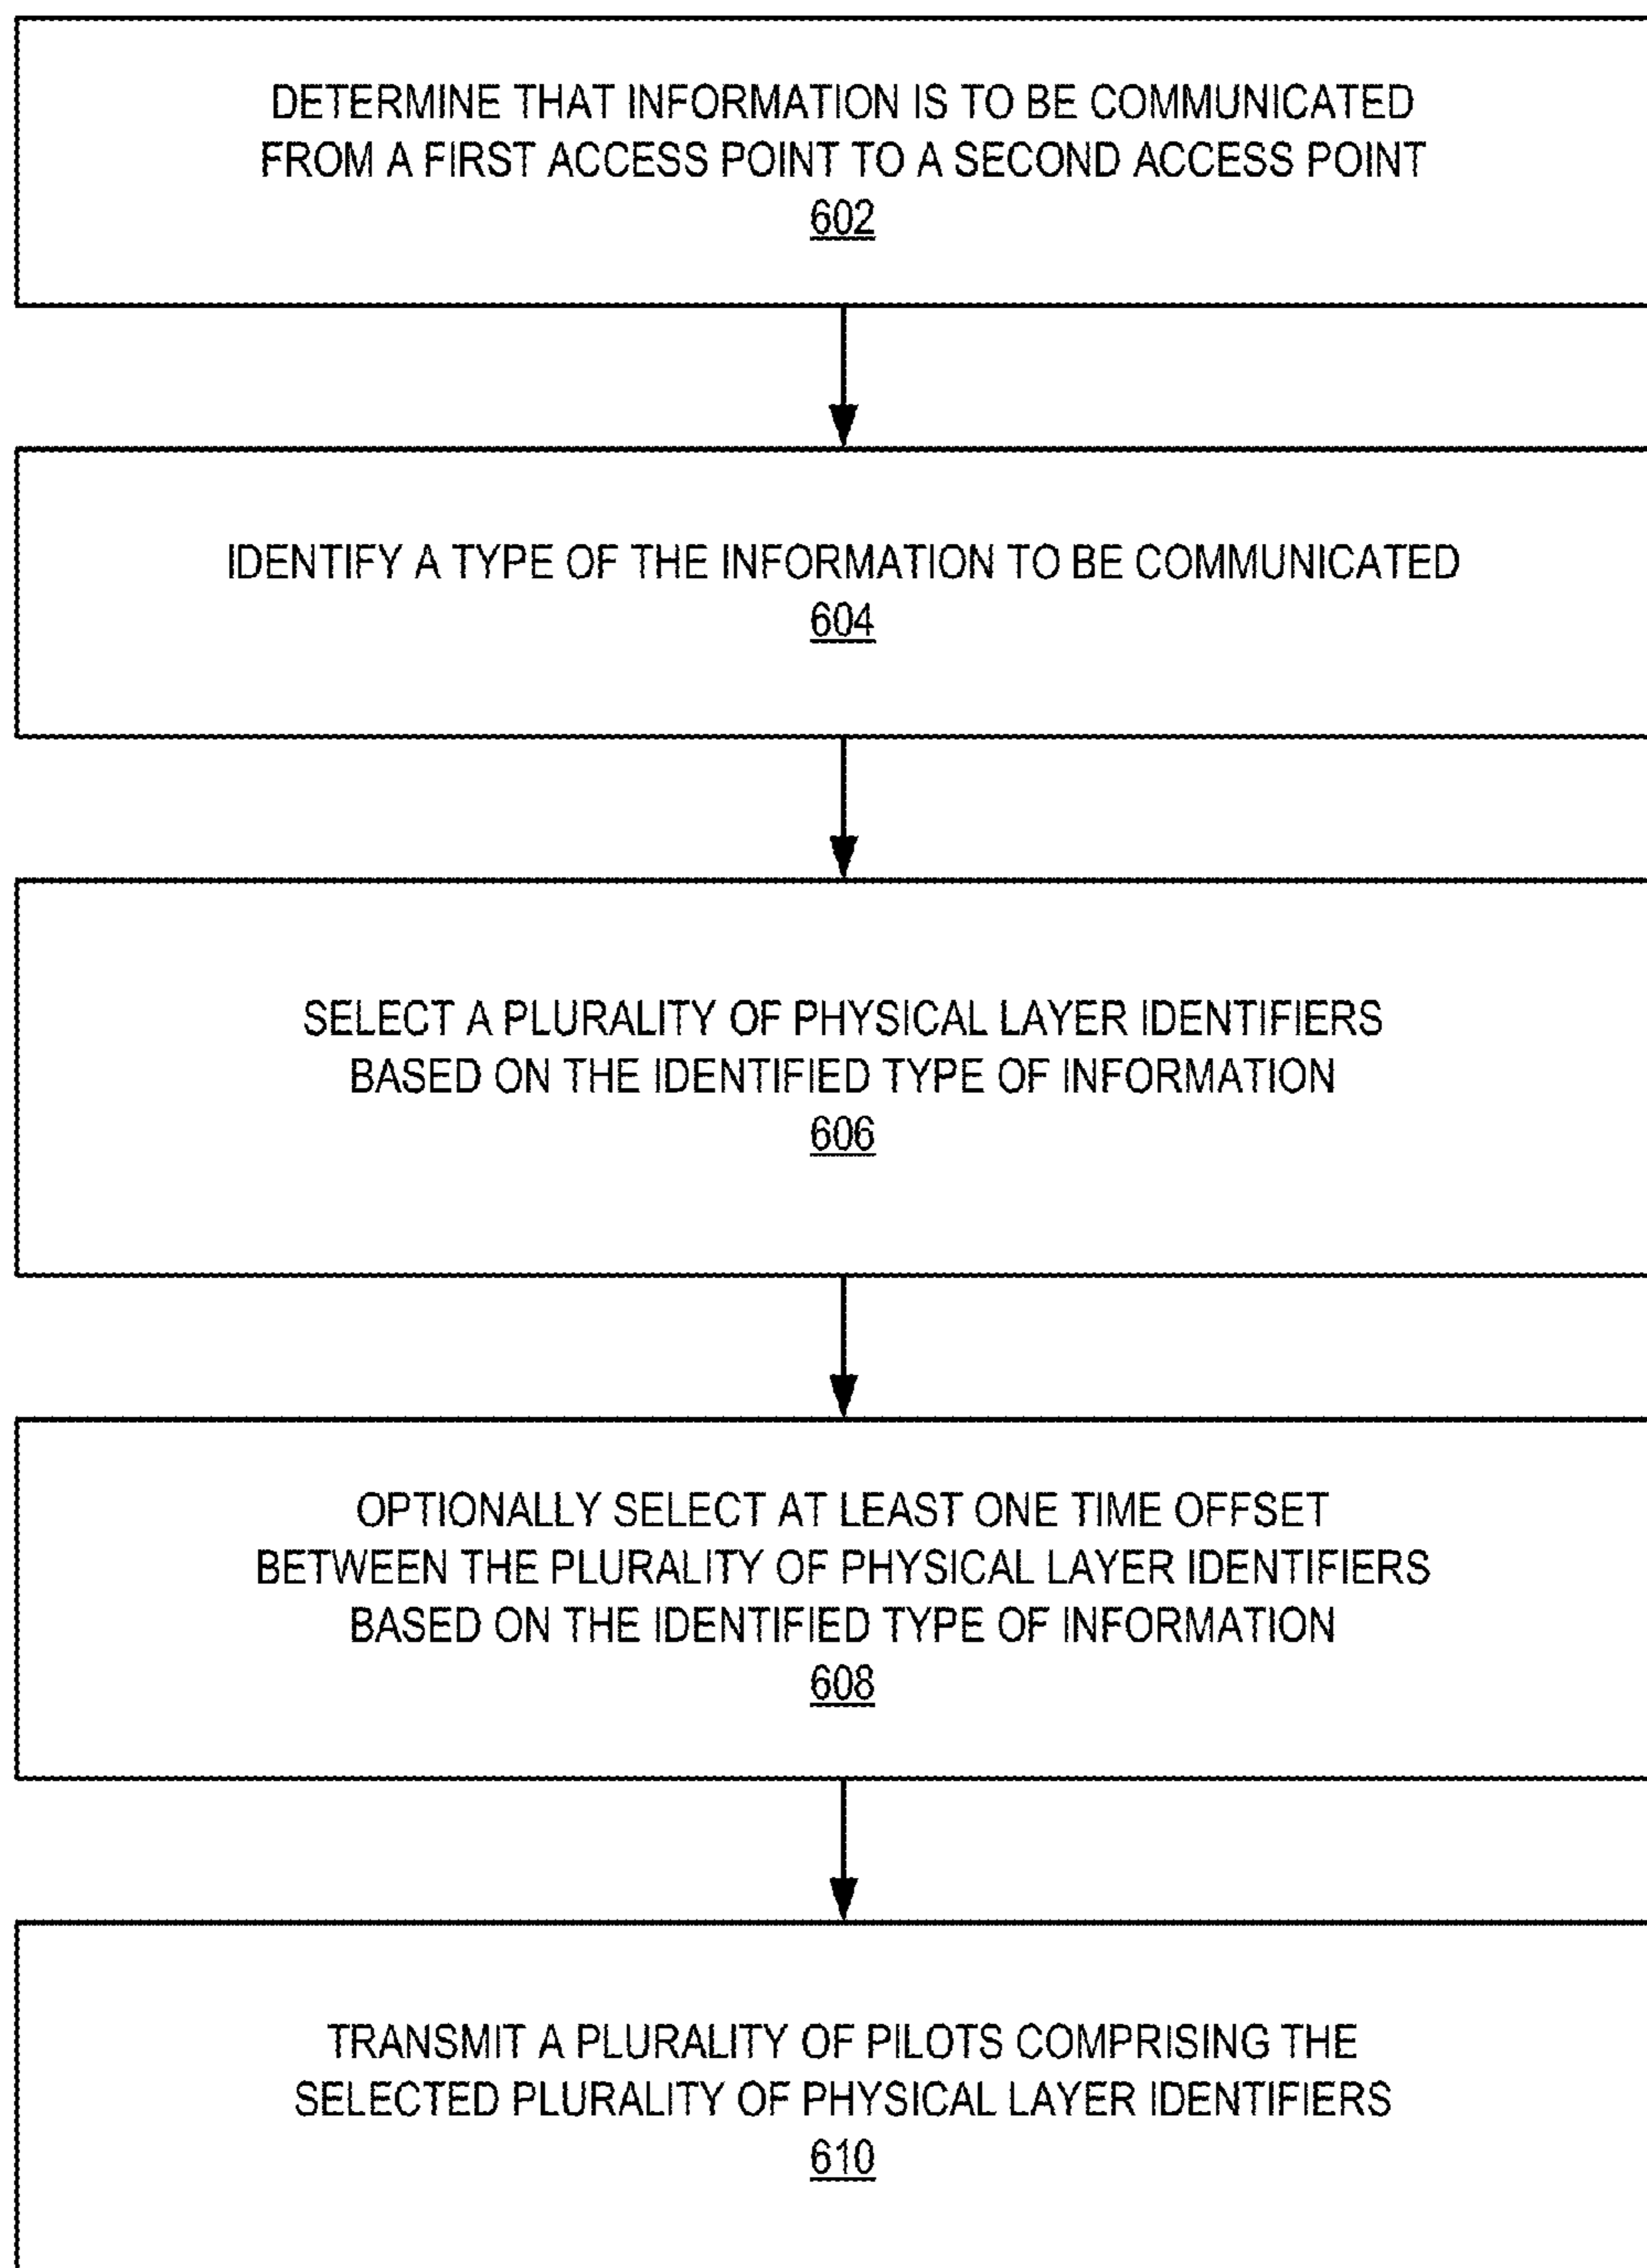 DETERMINE THAT INFORMATION IS TO BE COMMUNICATED
FROM A FIRST ACCESS POINT TO A SECOND ACCESS POINT
602
IDENTIFY A TYPE OF THE INFORMATION TO BE COMMUNICATED
604
SELECT A PLURALITY OF PHYSICAL LAYER IDENTIFIERS
BASED ON THE IDENTIFIED TYPE OF INFORMATION
606
OPTIONALLY SELECT AT LEAST ONE TIME OFFSET
BETWEEN THE PLURALITY OF PHYSICAL LAYER IDENTIFIERS
BASED ON THE IDENTIFIED TYPE OF INFORMATION
608
TRANSMIT A PLURALITY OF PILOTS COMPRISING THE
SELECTED PLURALITY OF PHYSICAL LAYER IDENTIFIERS
610